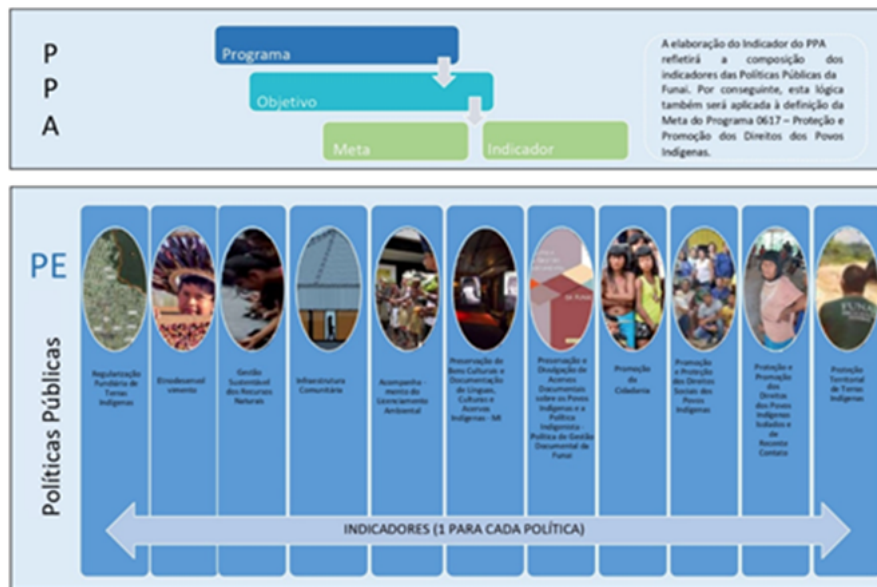 P
P
A
Programa
Objetivo
Meta
Indicador
A elaboração do Indicador do PPA
refletirá a composição dos
indicadores das Políticas Públicas da
Funai. Por conseguinte, esta lógica
também será aplicada à definição da
Meta do Programa 0617 – Proteção e
Promoção dos Direitos dos Povos
Indígenas.
PE
Políticas Públicas
Regularização
Fundiária de
Terras
Indígenas
Etnodesenvol
vimento
Gestão
Sustentável
dos Recursos
Naturais
Infraestrutura
Comunitária
Acompanha -
mento do
Licenciamento
Ambiental
Preservação de
Bens Culturais e
Documentação
de Línguas,
Culturas e
Acervos
Indígenas - MI
Preservação e
Divulgação de
Acervos
Documentais
sobre os Povos
Indígenas e a
Política
Indigenista -
Política de Gestão
Documental da
Funai
Promoção
da
Cidadania
Promoção
e Proteção
dos Direitos
Sociais dos
Povos
Indígenas
Proteção e
Promoção
dos
Direitos
dos Povos
Indígenas
Isolados e
de
Recente
Contato
Proteção
Territorial de
Terras Indígenas
FUNAI
INDICADORES (1 PARA CADA POLÍTICA)